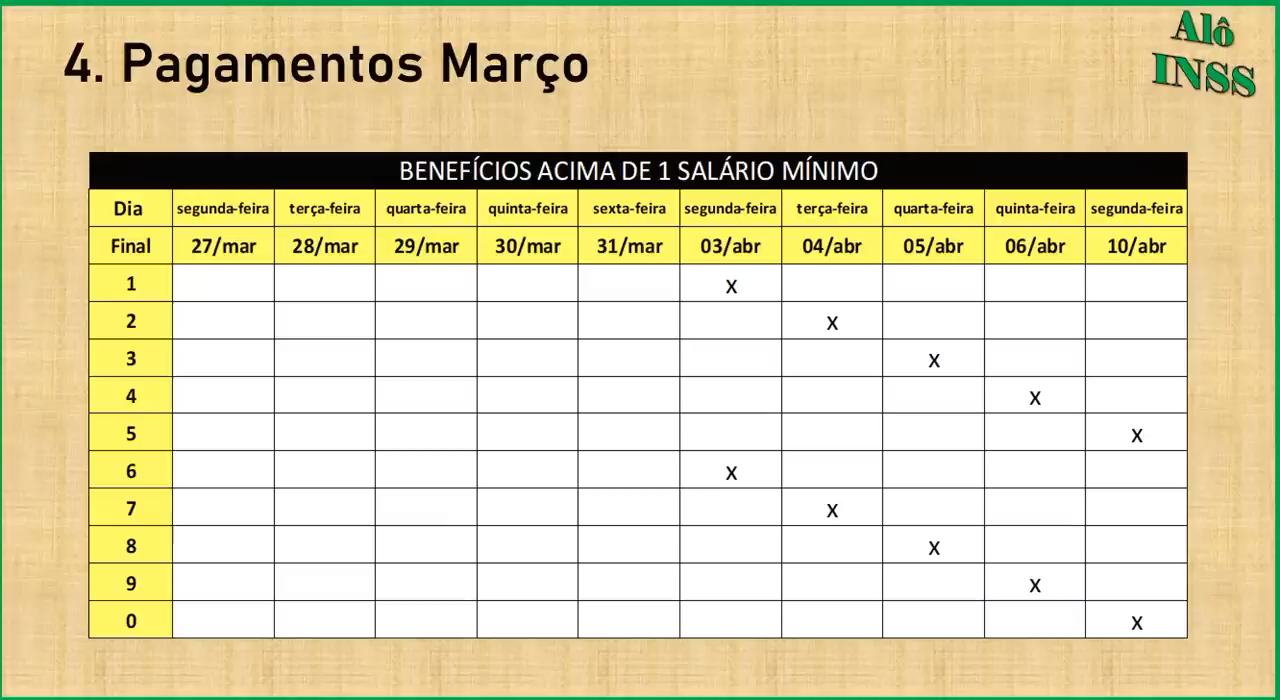 4. Pagamentos Março
Alô
INSS
BENEFÍCIOS ACIMA DE 1 SALÁRIO MÍNIMO
Dia segunda-feira terça-feira quarta-feira quinta-feira sexta-feira segunda-feira terça-feira quarta-feira quinta-feira segunda-feira
Final 27/mar 28/mar 29/mar 30/mar 31/mar 03/abr 04/abr 05/abr 06/abr 10/abr
1 x
2 x
3 x
4 x
5 x
6 x
7 x
8 x
9 x
0 x